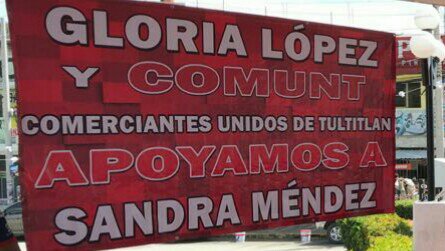 GLORIA LÓPEZ
Y COMUNT
COMERCIANTES UNIDOS DE TULTITLAN
APOYAMOS A
SANDRA MÉNDEZ